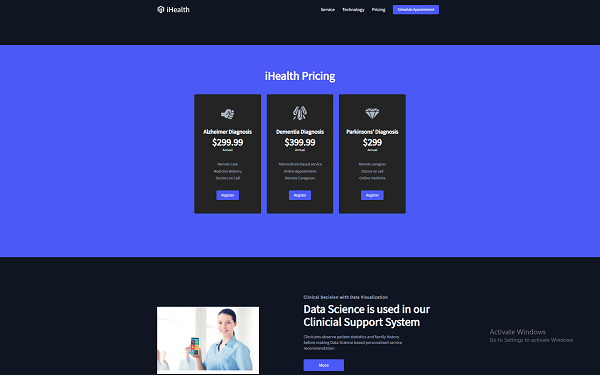 iHealth
Service Technology Pricing Schedule Appointment
iHealth Pricing
Alzheimer Diagnosis
$299.99
Annual
Remote Care
Medicine Delivery
Doctors on Call
Register
Dementia Diagnosis
$399.99
Annual
Telemedicine based service
Online Appointment
Remote Caregiver
Register
Parkinsons' Diagnosis
$299
Annual
Remote caregiver
Doctor on call
Online medicine
Register
Clinical Decision with Data Visualization
Data Science is used in our
Clinicial Support System
Clinicians observe patient statistics and family history
before making Data Science based personalized service
recommendation
More
Activate Windows
Go to Settings to activate Windows.